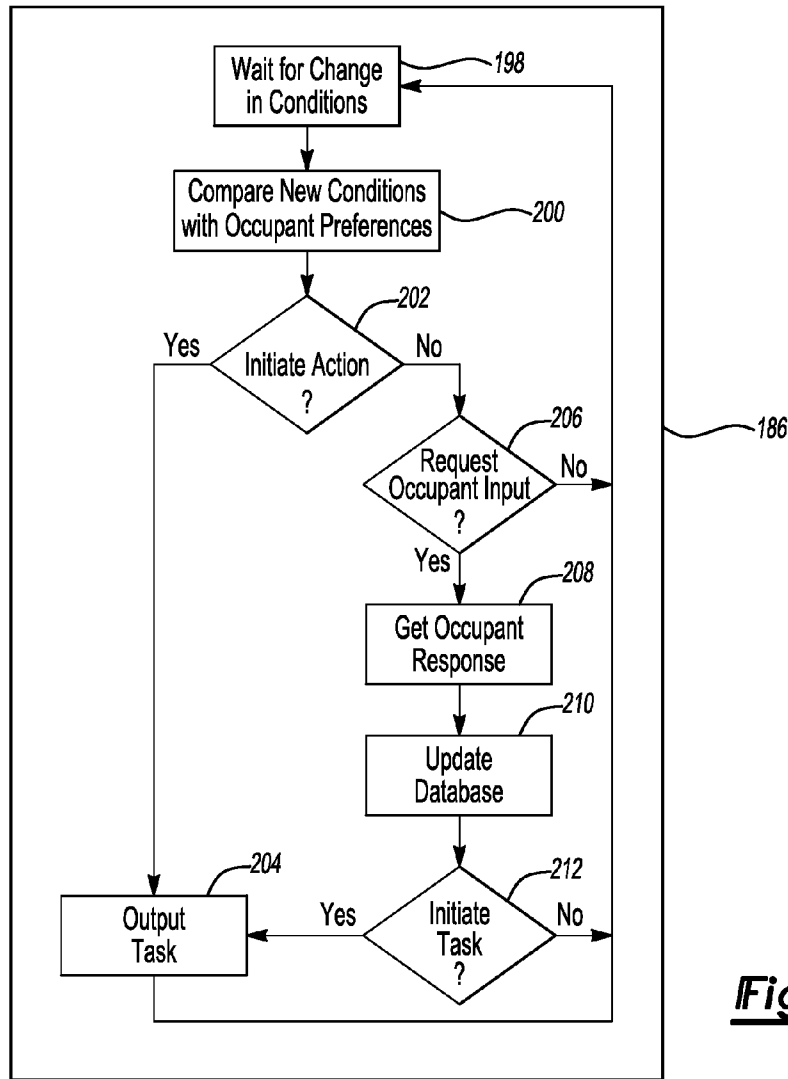 Wait for Change
in Conditions
198
Compare New Conditions
with Occupant Preferences
200
202
Yes
Initiate Action
?
No
206
186
Request
Occupant Input
?
No
Yes
208
Get Occupant
Response
210
Update
Database
204
212
Output
Task
Yes
Initiate
Task
?
No
Fig